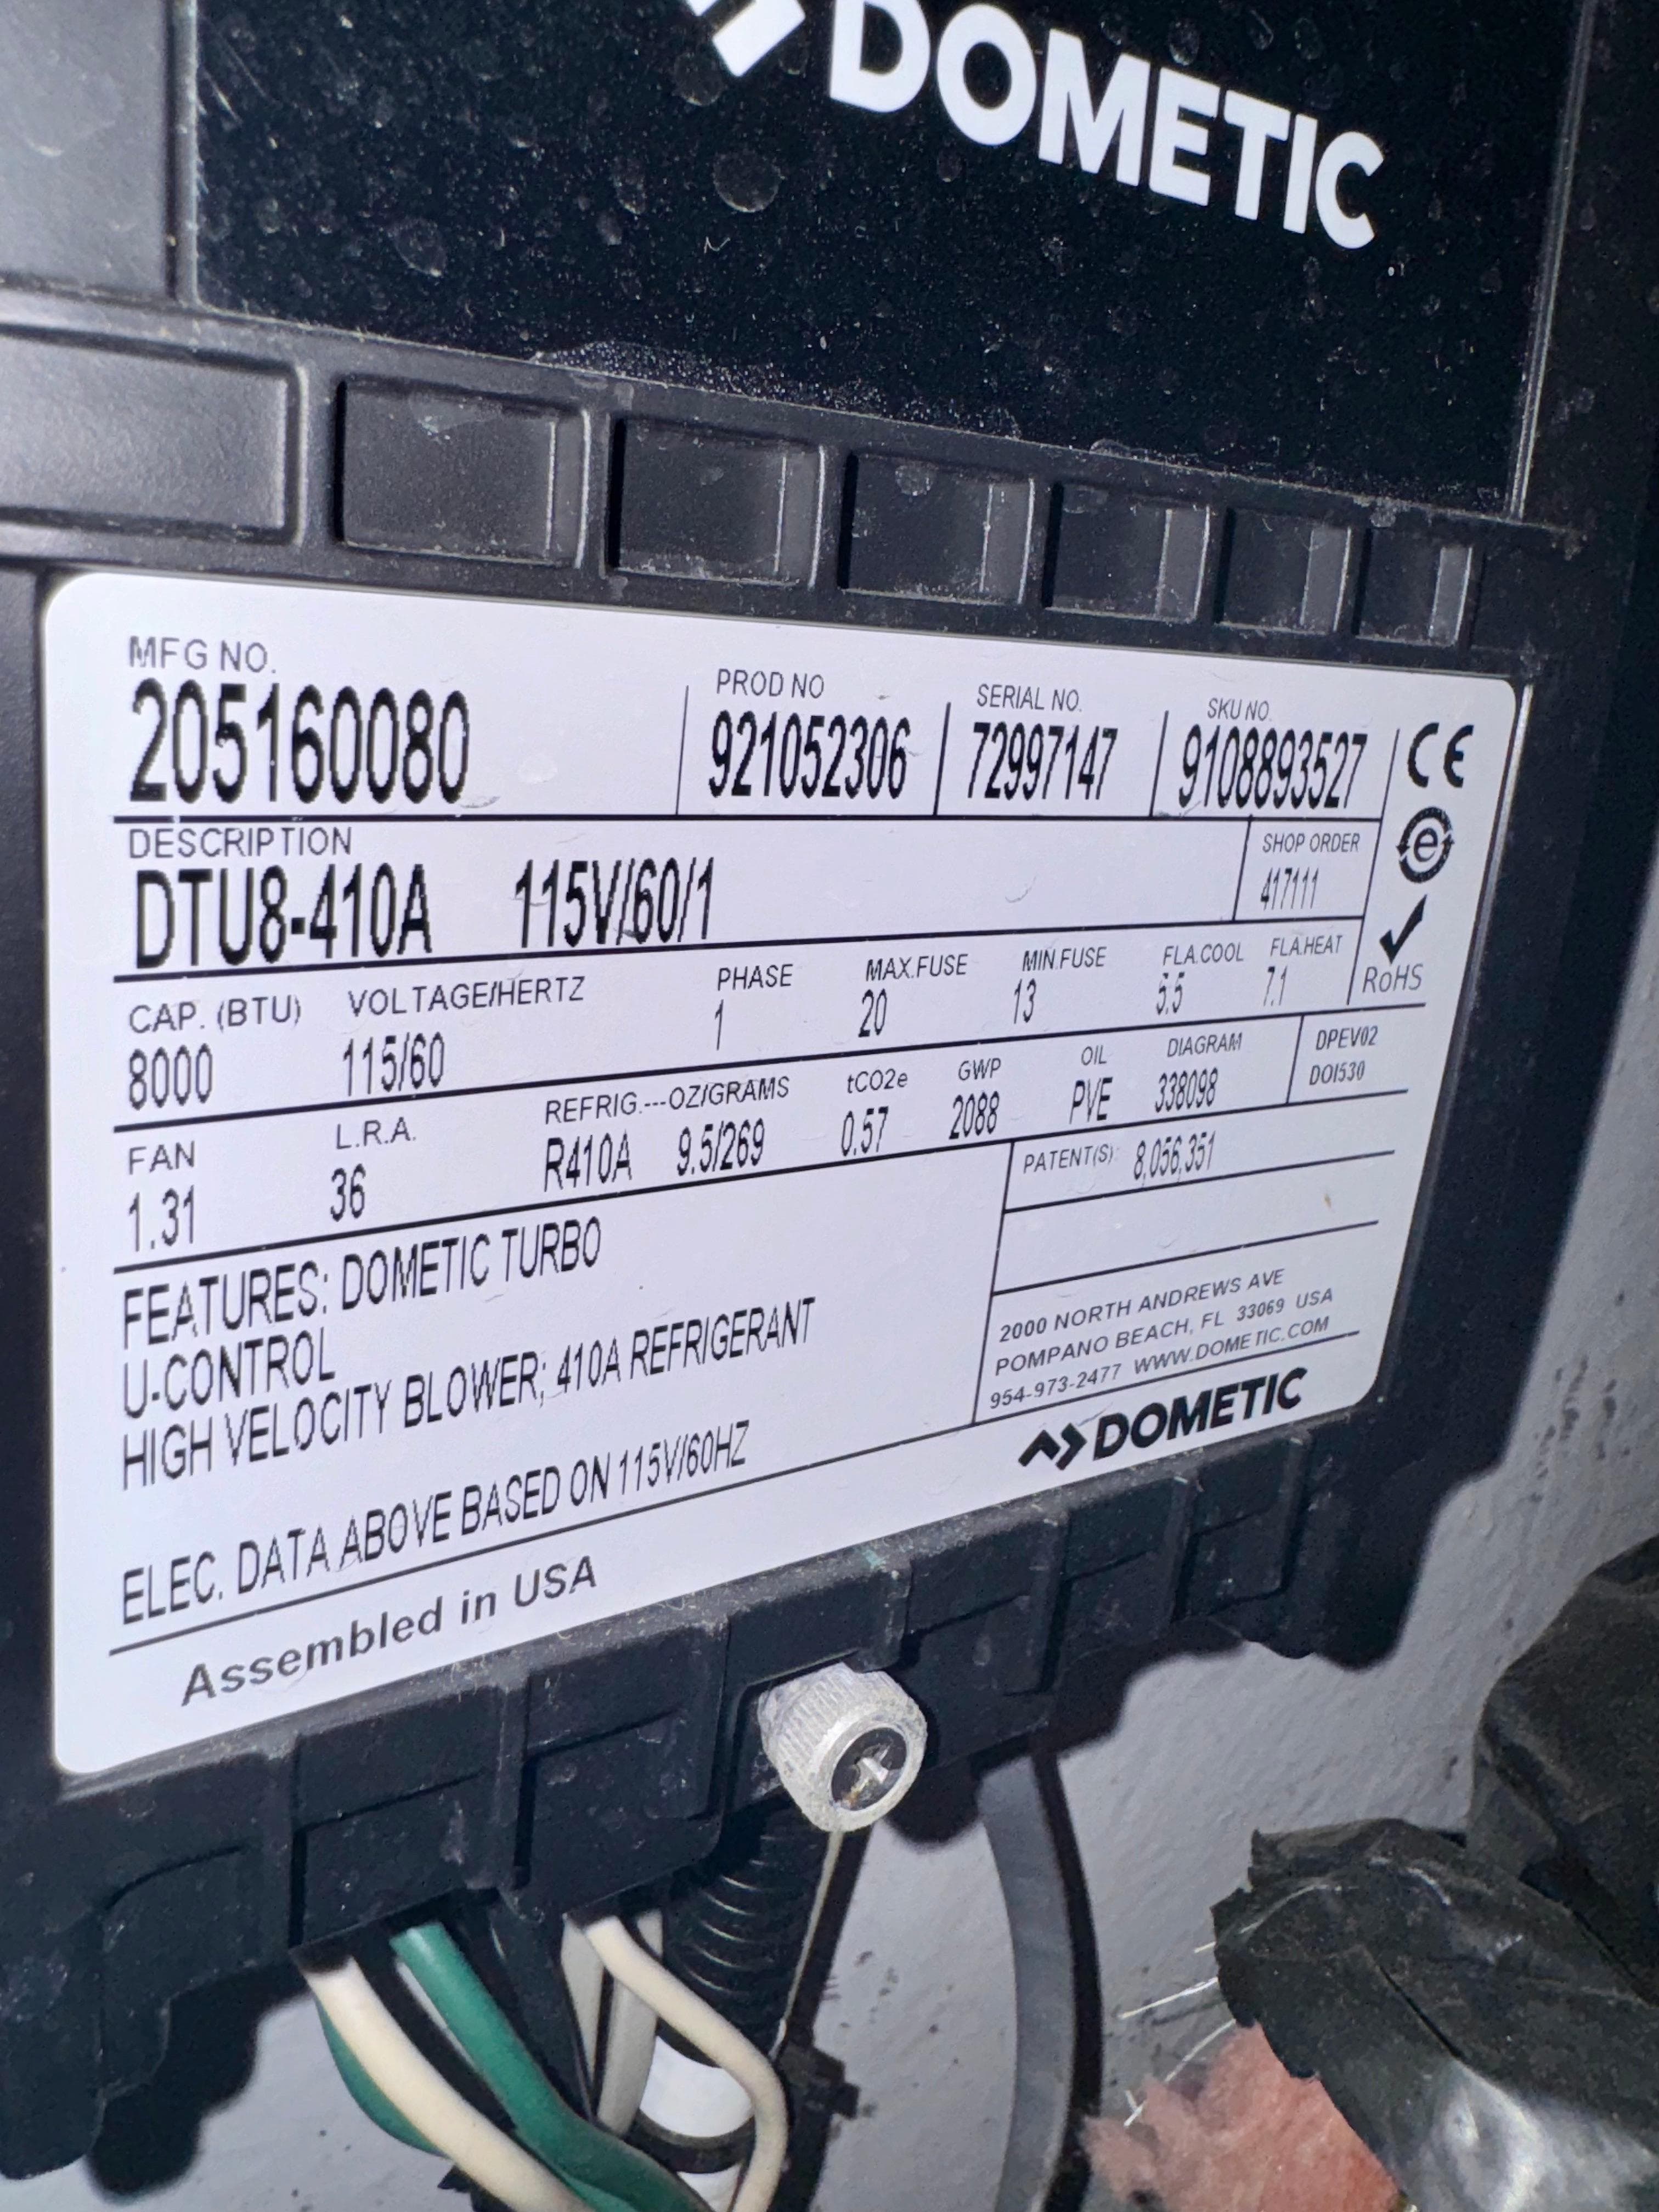 DOMETIC
MFG NO. PROD NO SERIAL NO. SKU NO.
205160080 921052306 72997147 9108893527
CE
DESCRIPTION SHOP ORDER
DTU8-410A 115V/60/1 417111
e
RoHS
CAP. (BTU) VOLTAGE/HERTZ PHASE MAX.FUSE MIN.FUSE FLA.COOL FLA.HEAT
8000 115/60 1 20 13 5.5 7.1
FAN L.R.A. REFRIG.---OZ/GRAMS tCO2e GWP OIL DIAGRAM DPEV02
1.31 36 R410A 9.5/269 0.57 2088 PVE 338098 DOI530
FEATURES: DOMETIC TURBO
U-CONTROL
HIGH VELOCITY BLOWER; 410A REFRIGERANT
ELEC. DATA ABOVE BASED ON 115V/60HZ
PATENT(S): 8,056,351
2000 NORTH ANDREWS AVE
POMPANO BEACH, FL 33069 USA
954-973-2477 WWW.DOMETIC.COM
DOMETIC
Assembled in USA